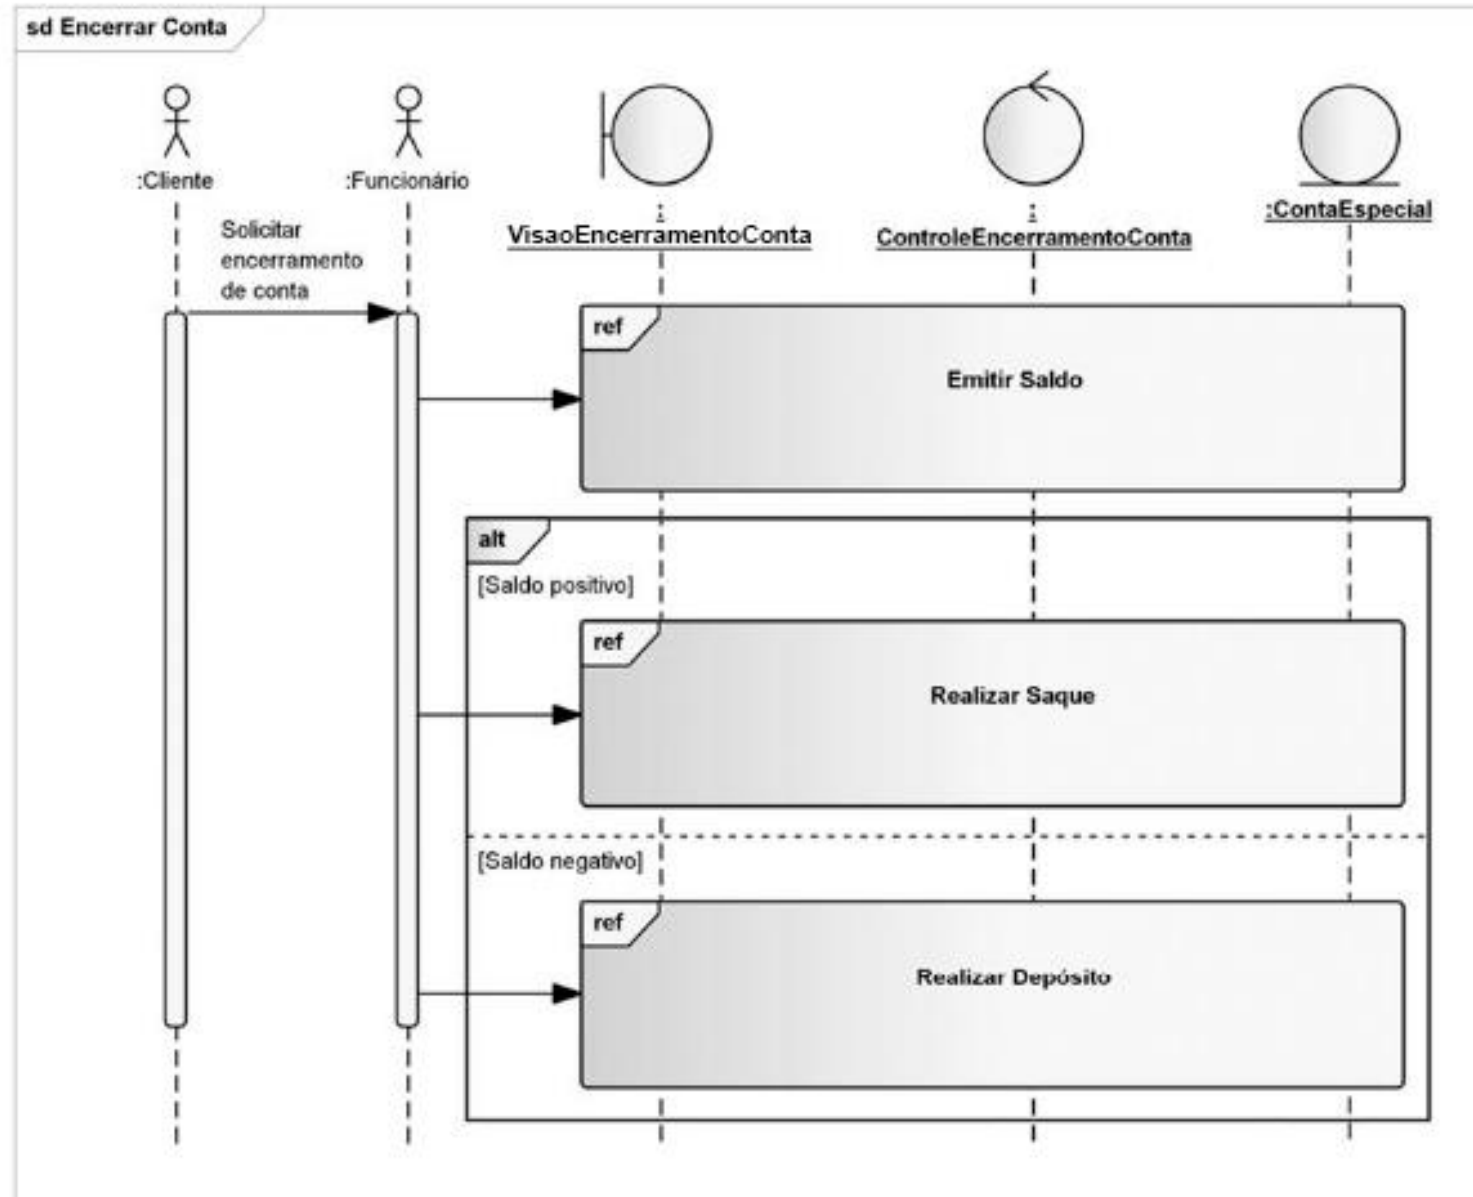 sd Encerrar Conta
:Cliente
:Funcionário
:
VisaoEncerramentoConta
:
ControleEncerramentoConta
:ContaEspecial
Solicitar
encerramento
de conta
ref
Emitir Saldo
alt
[Saldo positivo]
ref
Realizar Saque
[Saldo negativo]
ref
Realizar Depósito